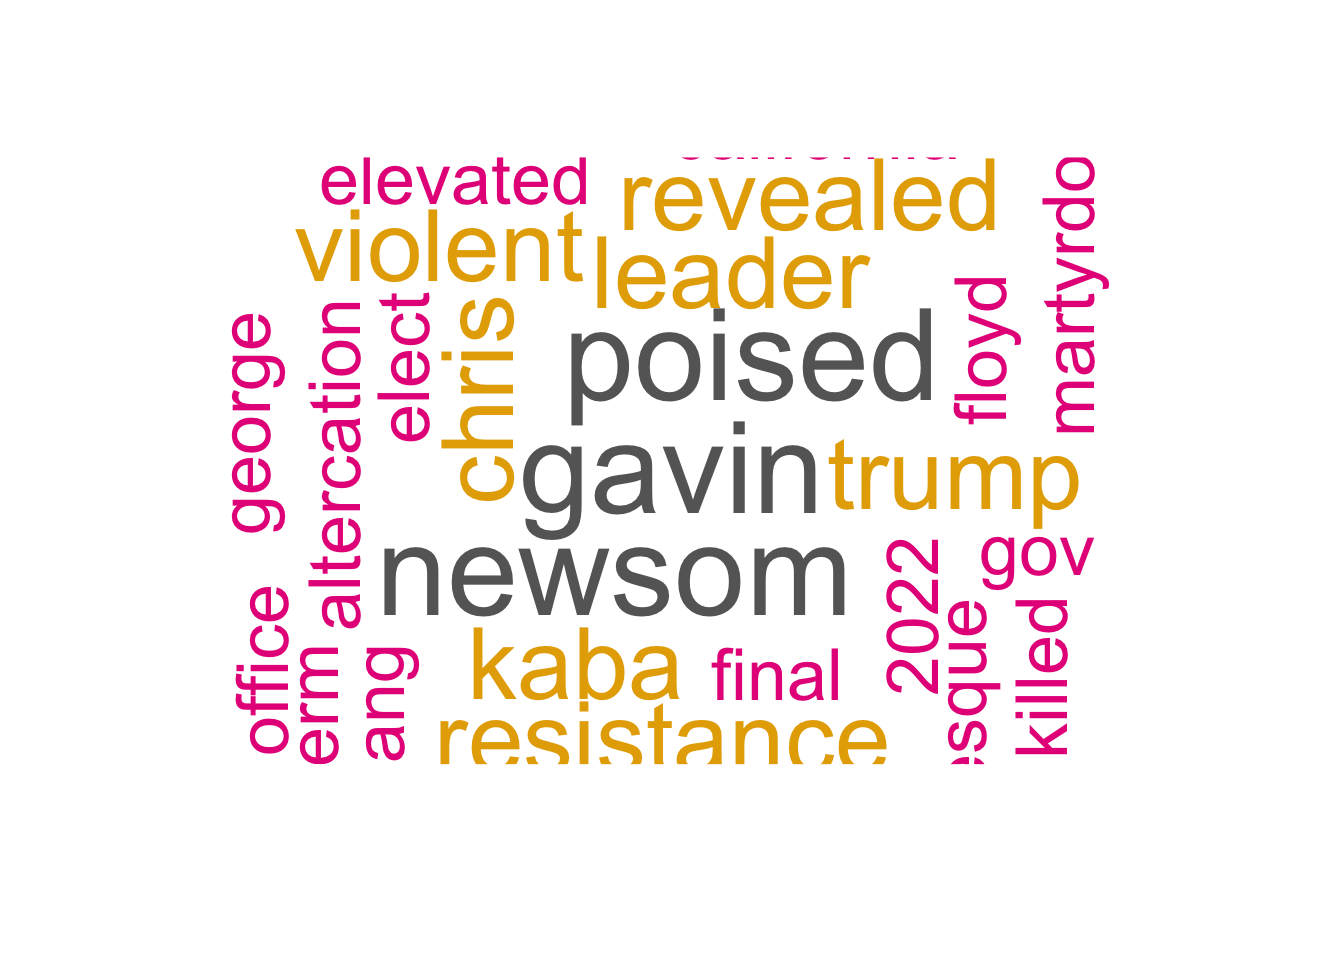 elevated
revealed
violent
leader
martyrdo
george
altercation
elect
chris
poised
floyd
gavin
trump
newsom
2022
gov
office
erm
ang
kaba
final
esque
killed
resistance